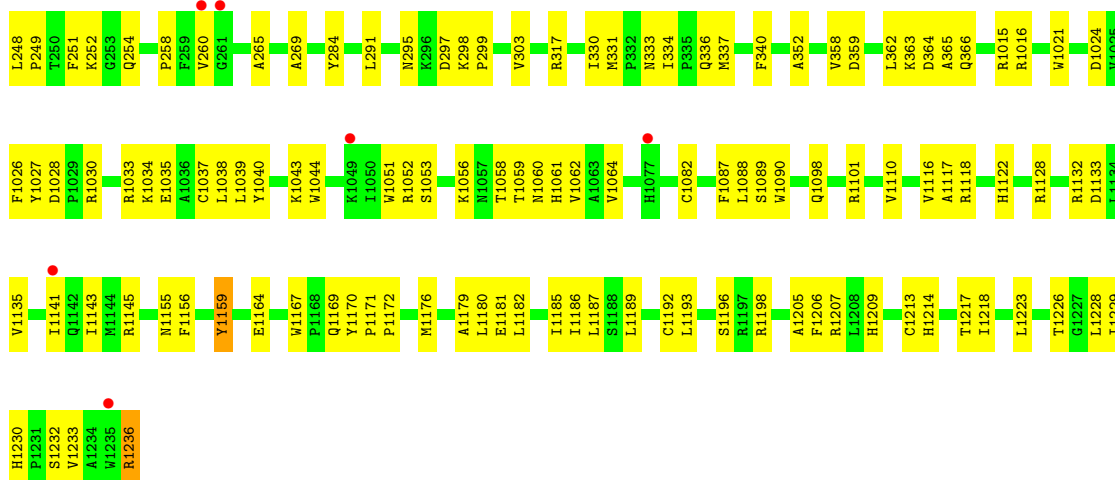 L248 P249 T250 F251 K252 G253 Q254 P258 F259 V260 G261 A265 A269 Y284 L291 N295 K296 D297 K298 P299 V303 R317 I330 M331 P332 N333 I334 P335 Q336 M337 F340 A352 V358 D359 L362 K363 D364 A365 Q366 R1015 R1016 W1021 D1024 V1025
F1026 Y1027 D1028 P1029 R1030 R1033 K1034 E1035 A1036 C1037 L1038 L1039 Y1040 K1043 W1044 K1049 I1050 W1051 R1052 S1053 K1056 N1057 T1058 T1059 N1060 H1061 V1062 A1063 V1064 H1077 C1082 F1087 L1088 S1089 W1090 Q1098 R1101 V1110 V1116 A1117 R1118 H1122 R1128 R1132 D1133 L1134
V1135 I1141 Q1142 I1143 M1144 R1145 N1155 F1156 Y1159 E1164 W1167 P1168 Q1169 Y1170 P1171 P1172 M1176 A1179 L1180 E1181 L1182 I1185 I1186 L1187 S1188 L1189 C1192 L1193 S1196 R1197 R1198 A1205 F1206 R1207 L1208 H1209 C1213 H1214 T1217 I1218 L1223 T1226 G1227 L1228
H1230 P1231 S1232 V1233 A1234 W1235 R1236